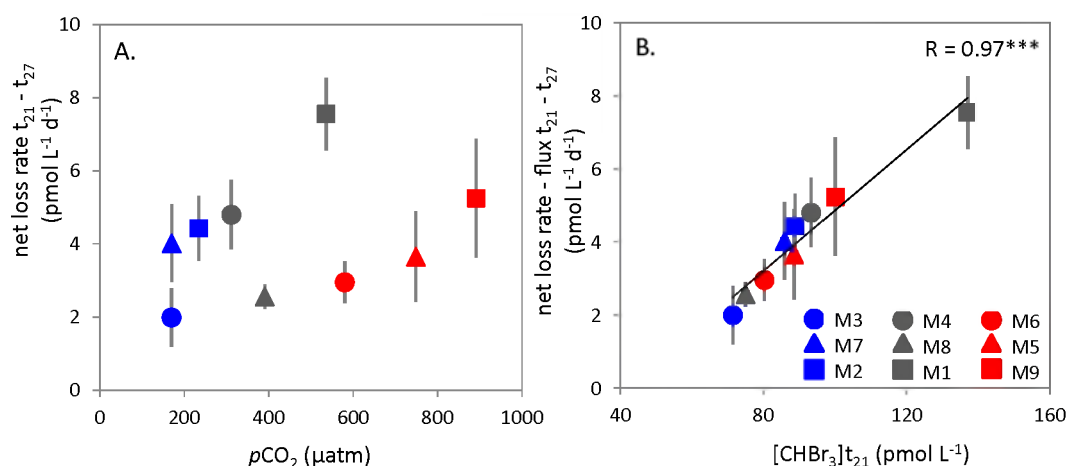 A.
net loss rate t21 - t27
(pmol L-1 d-1)
10
8
6
4
2
0
0 200 400 600 800 1000
pCO2 (µatm)
B.
R = 0.97***
net loss rate - flux t21 - t27
(pmol L-1 d-1)
10
8
6
4
2
0
M3 M4 M6
M7 M8 M5
M2 M1 M9
40 80 120 160
[CHBr3]t21 (pmol L-1)